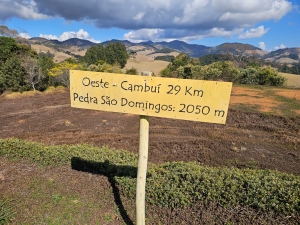 Oeste - Cambuí 29 Km
Pedra São Domingos: 2050 m